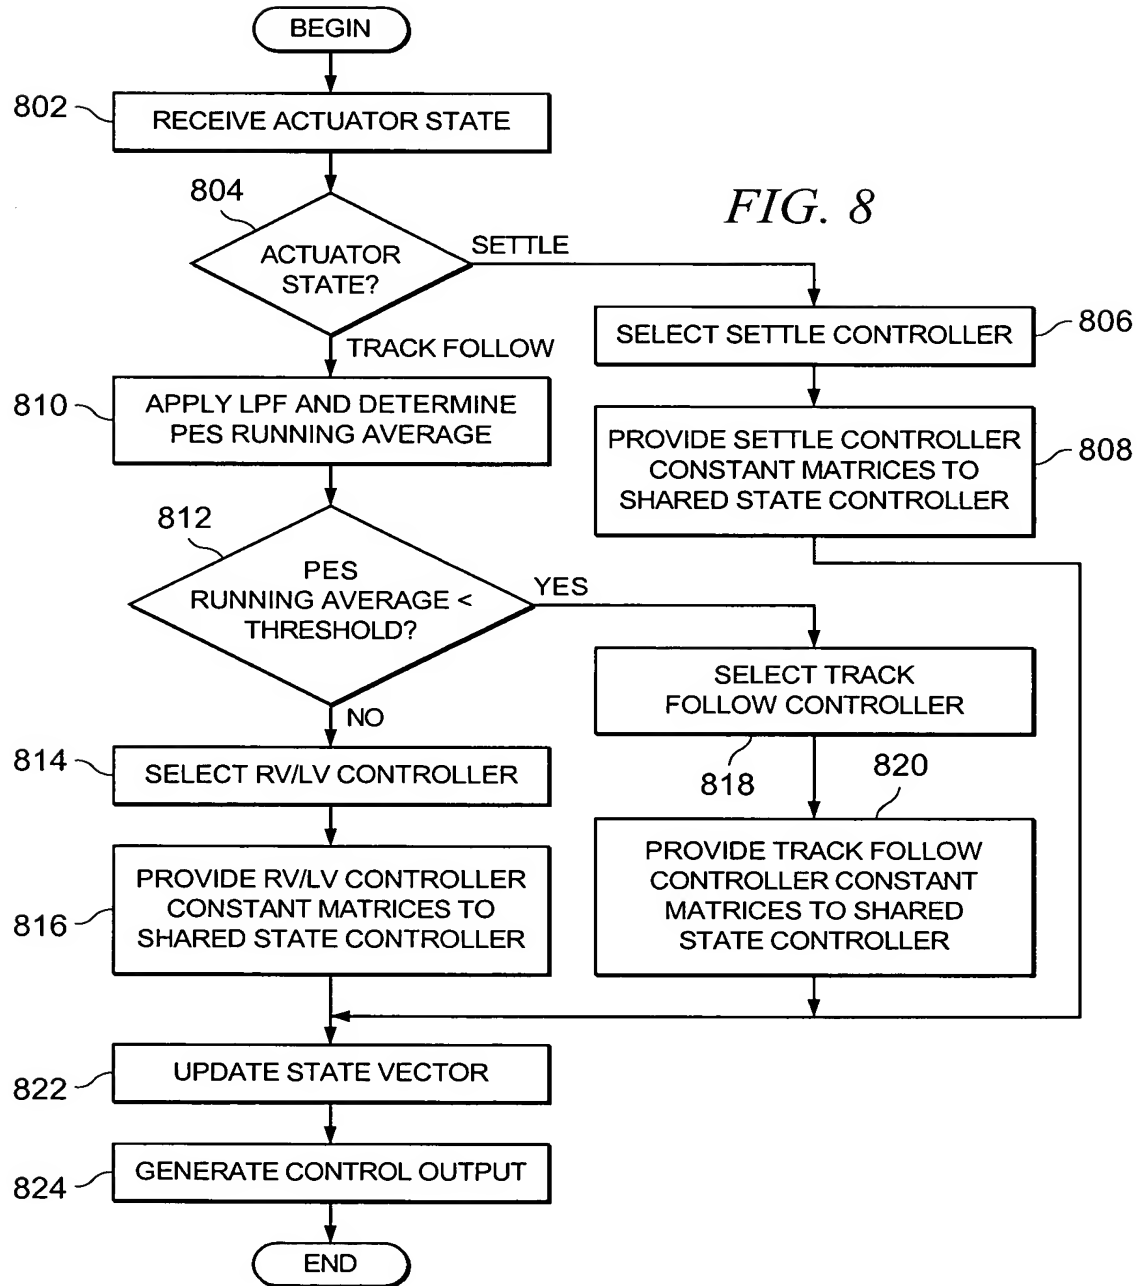 BEGIN
802
RECEIVE ACTUATOR STATE
804
FIG. 8
ACTUATOR
STATE?
SETTLE
TRACK FOLLOW
SELECT SETTLE CONTROLLER
806
810
APPLY LPF AND DETERMINE
PES RUNNING AVERAGE
PROVIDE SETTLE CONTROLLER
CONSTANT MATRICES TO
SHARED STATE CONTROLLER
808
812
PES
RUNNING AVERAGE <
THRESHOLD?
YES
NO
SELECT TRACK
FOLLOW CONTROLLER
818
814
SELECT RV/LV CONTROLLER
820
816
PROVIDE RV/LV CONTROLLER
CONSTANT MATRICES TO
SHARED STATE CONTROLLER
PROVIDE TRACK FOLLOW
CONTROLLER CONSTANT
MATRICES TO SHARED
STATE CONTROLLER
822
UPDATE STATE VECTOR
824
GENERATE CONTROL OUTPUT
END